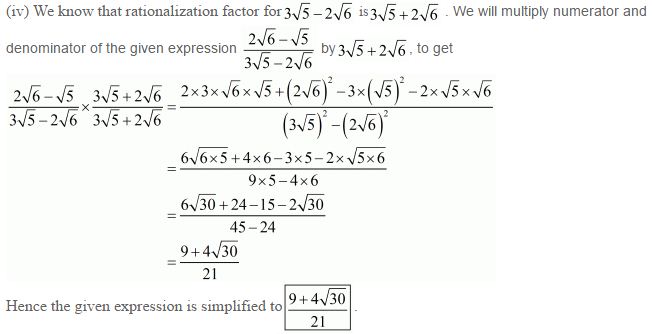 (iv) We know that rationalization factor for 3√5 − 2√6 is 3√5 + 2√6 . We will multiply numerator and
denominator of the given expression (2√6 − √5)/(3√5 − 2√6) by 3√5 + 2√6 , to get
(2√6 − √5)/(3√5 − 2√6) × (3√5 + 2√6)/(3√5 + 2√6) = (2×3×√6×√5 + (2√6)² − 3×(√5)² − 2×√5×√6)/((3√5)² − (2√6)²)
= (6√(6×5) + 4×6 − 3×5 − 2×√(5×6))/(9×5 − 4×6)
= (6√30 + 24 − 15 − 2√30)/(45 − 24)
= (9 + 4√30)/21
Hence the given expression is simplified to (9 + 4√30)/21 .